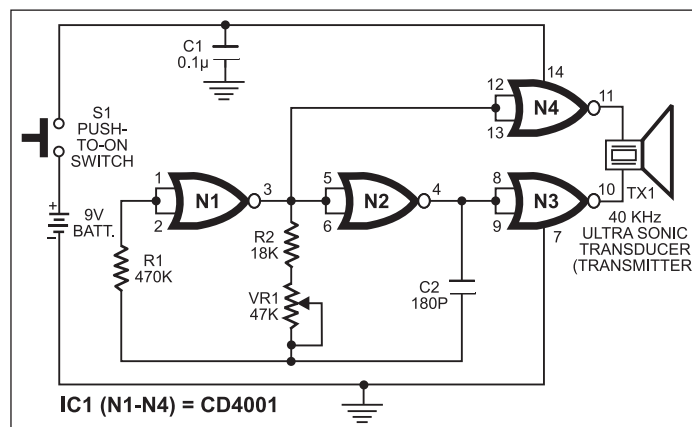 C1
0.1µ
14
12
N4
11
13
S1
PUSH-
TO-ON
SWITCH
1
N1
3
5
N2
4
8
N3
10
TX1
2
6
9
7
+
9V
BATT.
–
R2
18K
40 KHz
ULTRA SONIC
TRANSDUCER
(TRANSMITTER
R1
470K
VR1
47K
C2
180P
IC1 (N1-N4) = CD4001